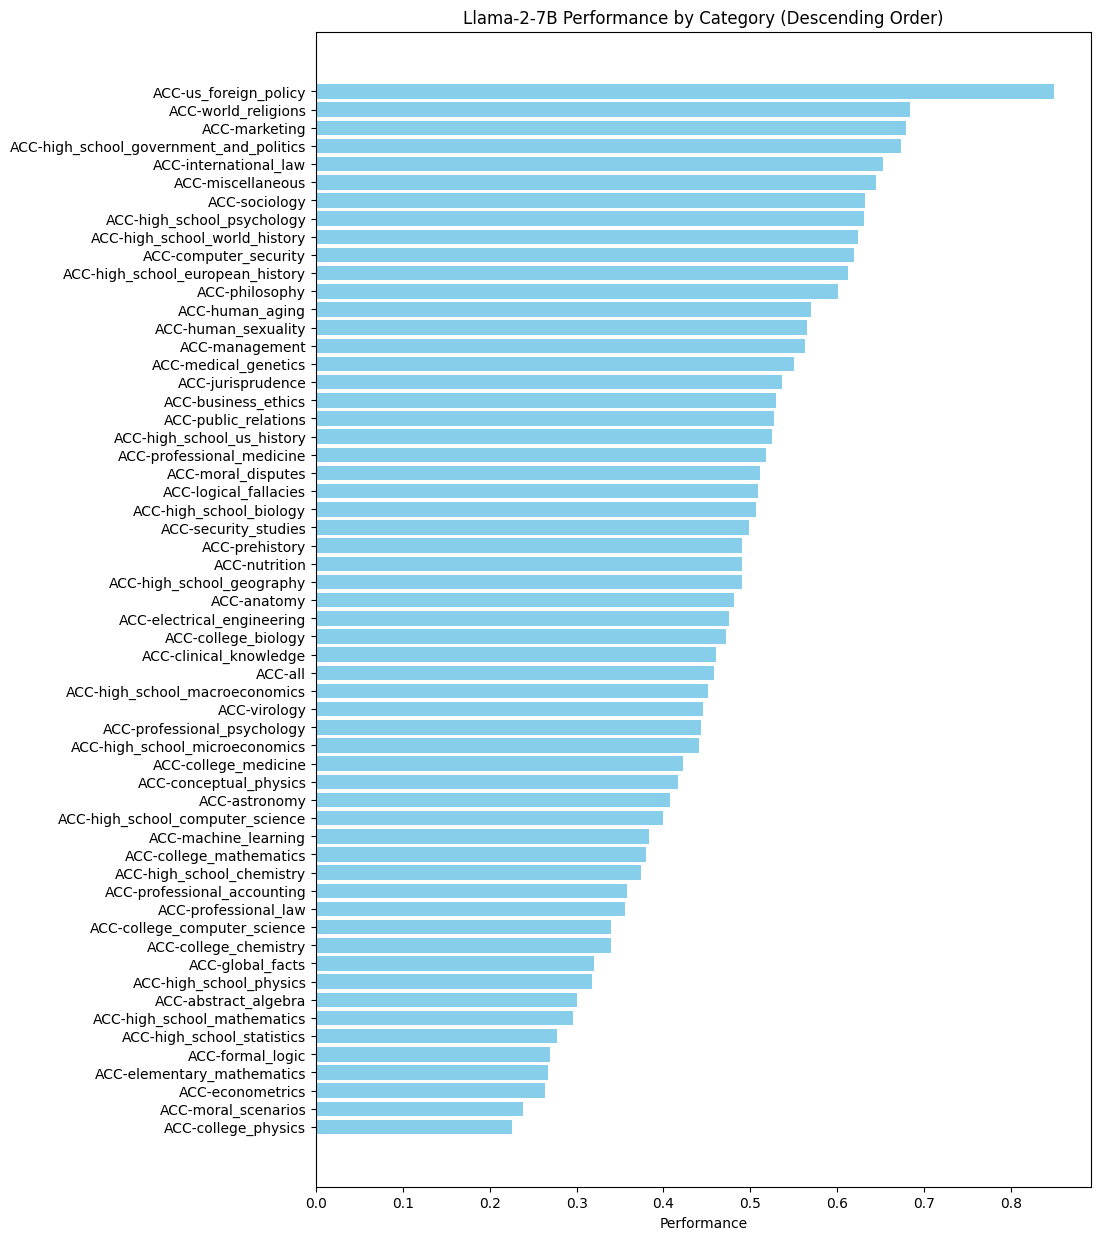 Llama-2-7B Performance by Category (Descending Order)
ACC-us_foreign_policy
ACC-world_religions
ACC-marketing
ACC-high_school_government_and_politics
ACC-international_law
ACC-miscellaneous
ACC-sociology
ACC-high_school_psychology
ACC-high_school_world_history
ACC-computer_security
ACC-high_school_european_history
ACC-philosophy
ACC-human_aging
ACC-human_sexuality
ACC-management
ACC-medical_genetics
ACC-jurisprudence
ACC-business_ethics
ACC-public_relations
ACC-high_school_us_history
ACC-professional_medicine
ACC-moral_disputes
ACC-logical_fallacies
ACC-high_school_biology
ACC-security_studies
ACC-prehistory
ACC-nutrition
ACC-high_school_geography
ACC-anatomy
ACC-electrical_engineering
ACC-college_biology
ACC-clinical_knowledge
ACC-all
ACC-high_school_macroeconomics
ACC-virology
ACC-professional_psychology
ACC-high_school_microeconomics
ACC-college_medicine
ACC-conceptual_physics
ACC-astronomy
ACC-high_school_computer_science
ACC-machine_learning
ACC-college_mathematics
ACC-high_school_chemistry
ACC-professional_accounting
ACC-professional_law
ACC-college_computer_science
ACC-college_chemistry
ACC-global_facts
ACC-high_school_physics
ACC-abstract_algebra
ACC-high_school_mathematics
ACC-high_school_statistics
ACC-formal_logic
ACC-elementary_mathematics
ACC-econometrics
ACC-moral_scenarios
ACC-college_physics
0.0 0.1 0.2 0.3 0.4 0.5 0.6 0.7 0.8
Performance